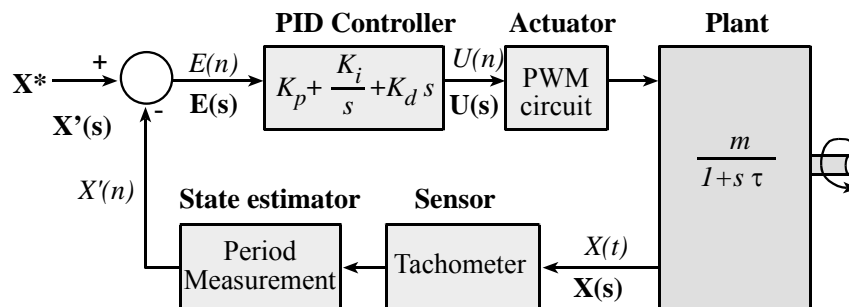 PID Controller
Actuator
Plant
X*
+
-
E(n)
E(s)
K_p + K_i/s + K_d s
U(n)
U(s)
PWM
circuit
m
1+s τ
X'(s)
X'(n)
State estimator
Period
Measurement
Sensor
Tachometer
X(t)
X(s)